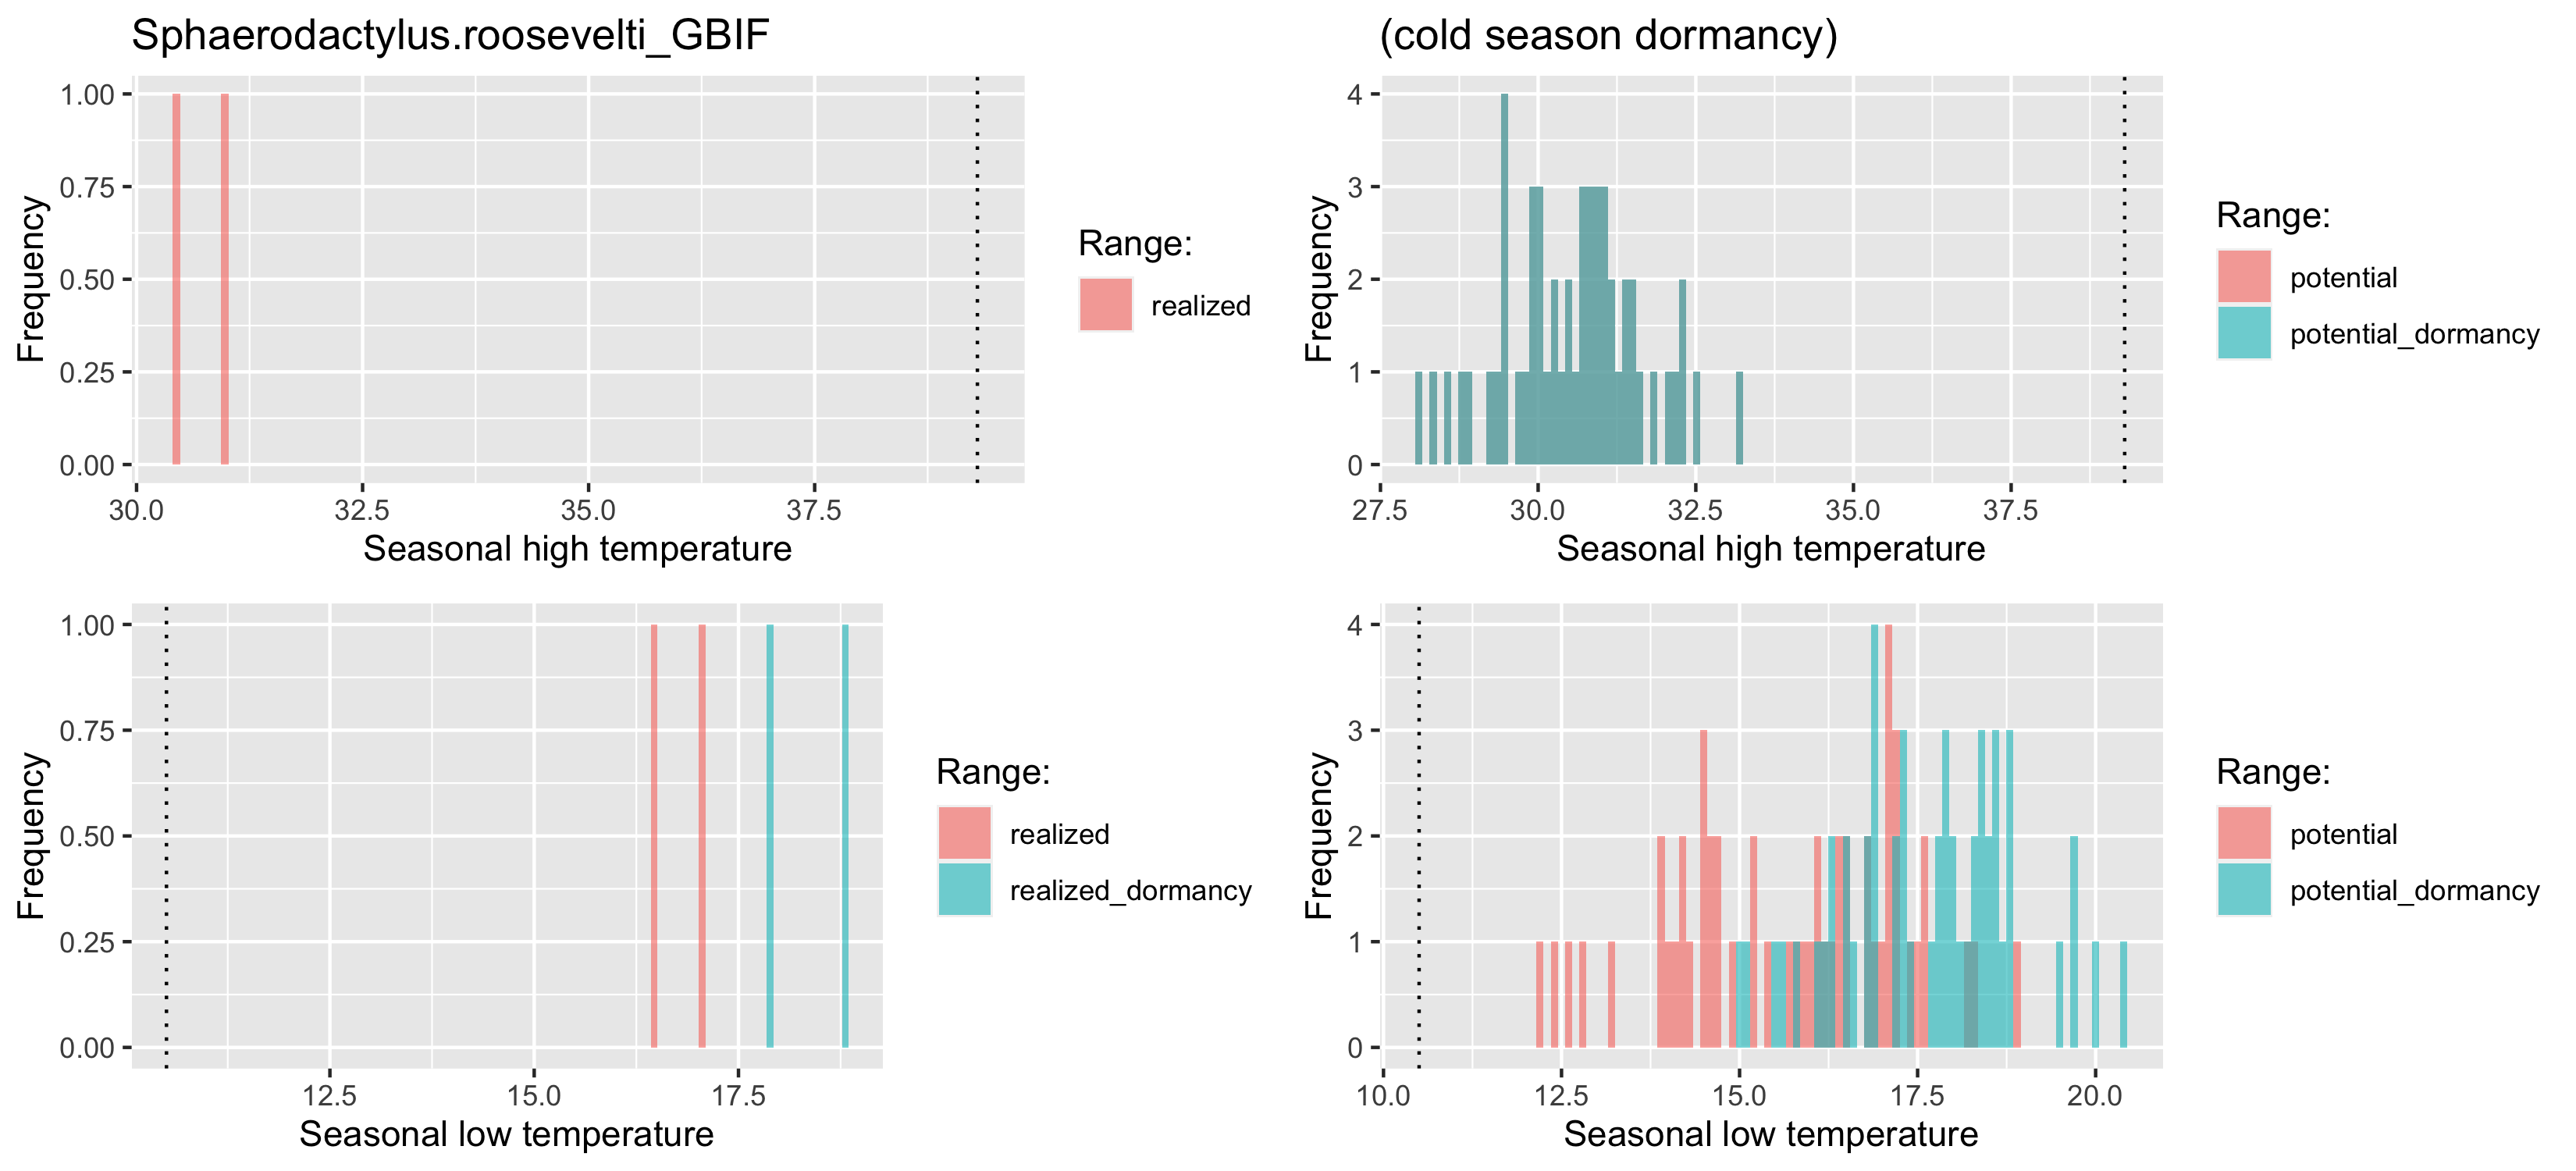 Sphaerodactylus.roosevelti_GBIF
(cold season dormancy)
Frequency
1.00
0.75
0.50
0.25
0.00
30.0
32.5
35.0
37.5
Seasonal high temperature
Range:
realized
Frequency
4
3
2
1
0
27.5
30.0
32.5
35.0
37.5
Seasonal high temperature
Range:
potential
potential_dormancy
Frequency
1.00
0.75
0.50
0.25
0.00
12.5
15.0
17.5
Seasonal low temperature
Range:
realized
realized_dormancy
Frequency
4
3
2
1
0
10.0
12.5
15.0
17.5
20.0
Seasonal low temperature
Range:
potential
potential_dormancy